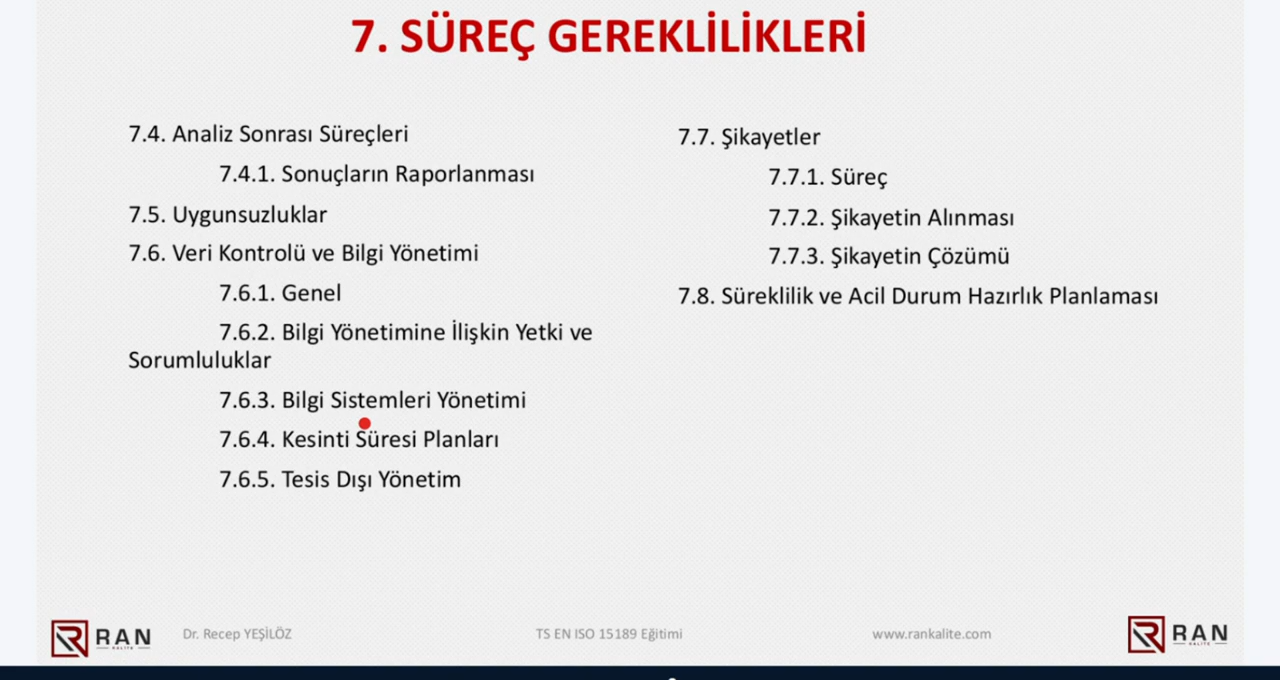 7. SÜREÇ GEREKLİLİKLERİ
7.4. Analiz Sonrası Süreçleri
7.4.1. Sonuçların Raporlanması
7.5. Uygunsuzluklar
7.6. Veri Kontrolü ve Bilgi Yönetimi
7.6.1. Genel
7.6.2. Bilgi Yönetimine İlişkin Yetki ve
Sorumluluklar
7.6.3. Bilgi Sistemleri Yönetimi
7.6.4. Kesinti Süresi Planları
7.6.5. Tesis Dışı Yönetim
7.7. Şikayetler
7.7.1. Süreç
7.7.2. Şikayetin Alınması
7.7.3. Şikayetin Çözümü
7.8. Süreklilik ve Acil Durum Hazırlık Planlaması
RAN
KALİTE
Dr. Recep YEŞİLÖZ
TS EN ISO 15189 Eğitimi
www.rankalite.com
RAN
KALİTE